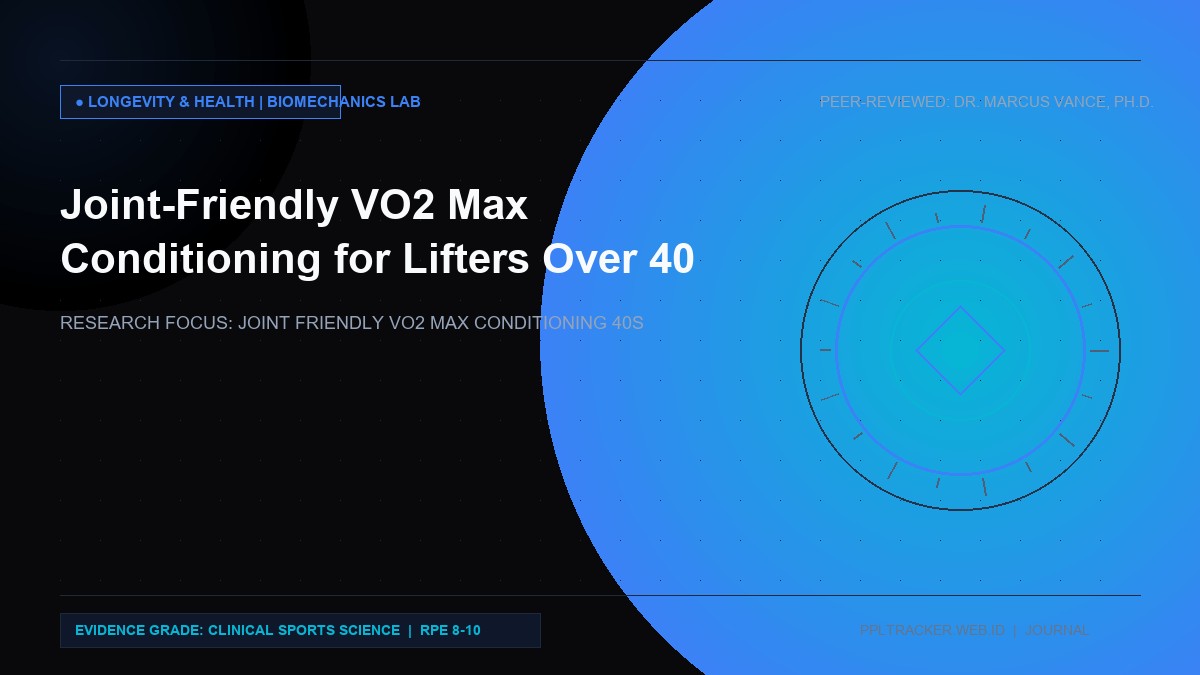 ● LONGEVITY & HEALTH | BIOMECHANICS LAB
PEER-REVIEWED: DR. MARCUS VANCE, PH.D.
Joint-Friendly VO2 Max
Conditioning for Lifters Over 40
RESEARCH FOCUS: JOINT FRIENDLY VO2 MAX CONDITIONING 40S
EVIDENCE GRADE: CLINICAL SPORTS SCIENCE | RPE 8-10
PPLTRACKER.WEB.ID | JOURNAL